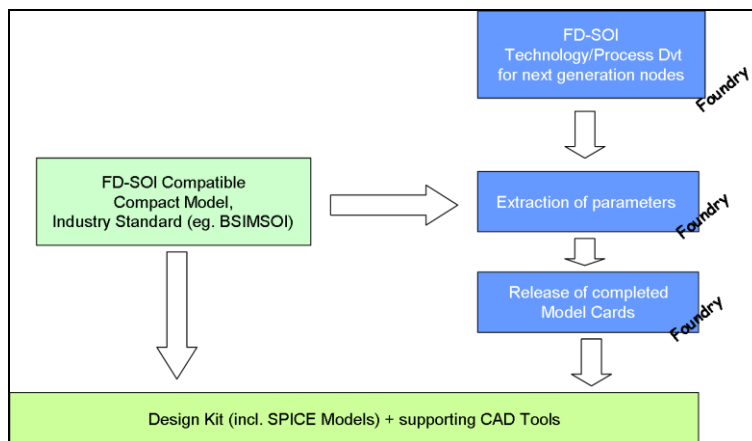 FD-SOI
Technology/Process Dvt
for next generation nodes
Foundry
FD-SOI Compatible
Compact Model,
Industry Standard (eg. BSIMSOI)
Extraction of parameters
Foundry
Release of completed
Model Cards
Foundry
Design Kit (incl. SPICE Models) + supporting CAD Tools